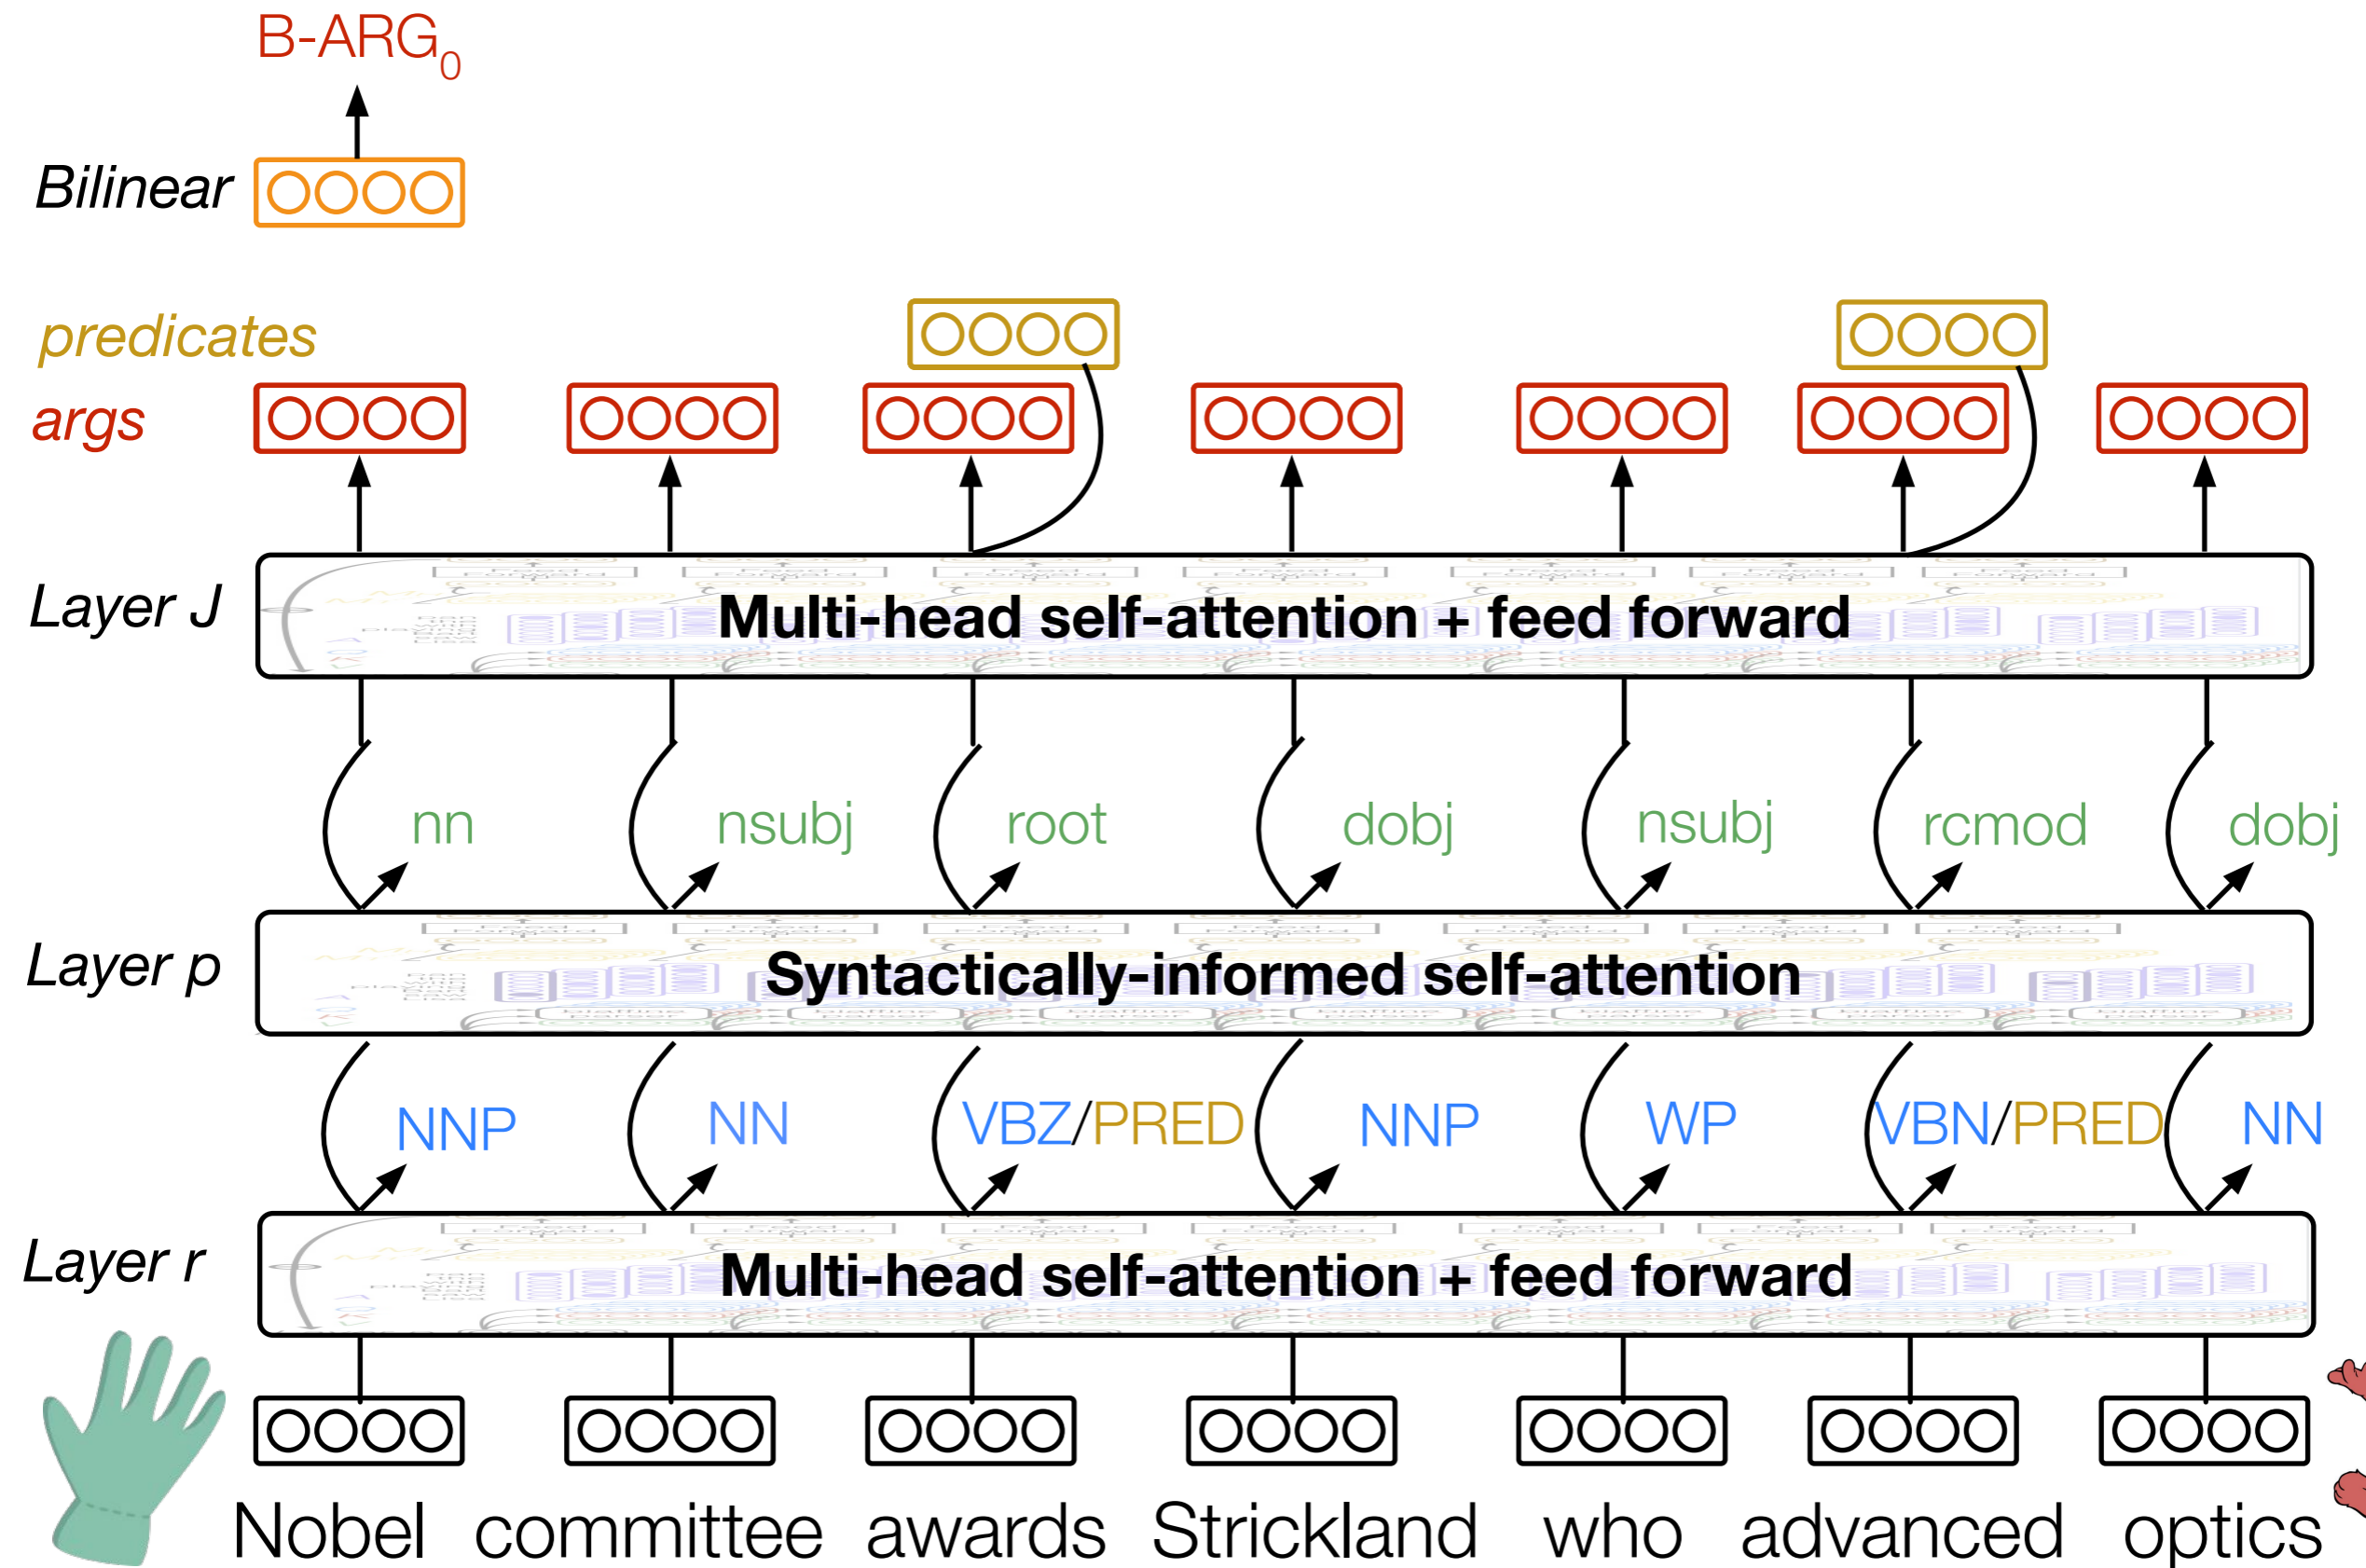 B-ARG0
Bilinear
predicates
args
Layer J
Multi-head self-attention + feed forward
nn nsubj root dobj nsubj rcmod dobj
Layer p
Syntactically-informed self-attention
NNP NN VBZ/PRED NNP WP VBN/PRED NN
Layer r
Multi-head self-attention + feed forward
Nobel committee awards Strickland who advanced optics